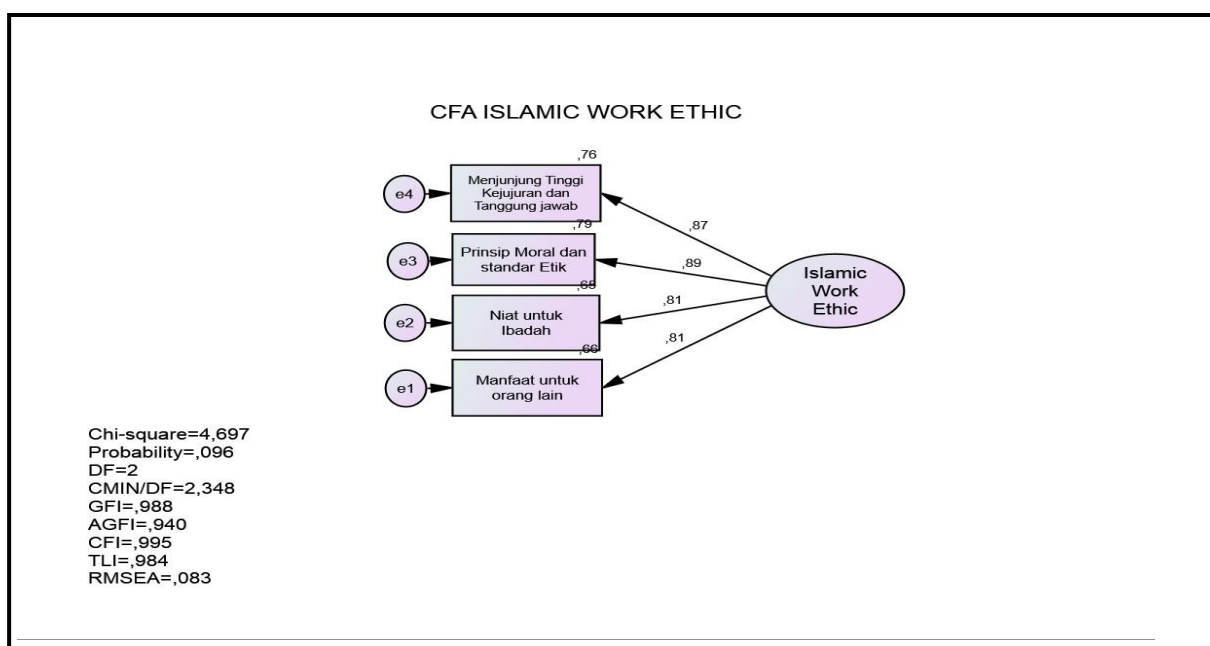 CFA ISLAMIC WORK ETHIC
,76
e4
Menjunjung Tinggi
Kejujuran dan
Tanggung jawab
,87
,79
e3
Prinsip Moral dan
standar Etik
,89
,65
e2
Niat untuk
Ibadah
,81
,66
e1
Manfaat untuk
orang lain
,81
Islamic
Work
Ethic
Chi-square=4,697
Probability=,096
DF=2
CMIN/DF=2,348
GFI=,988
AGFI=,940
CFI=,995
TLI=,984
RMSEA=,083